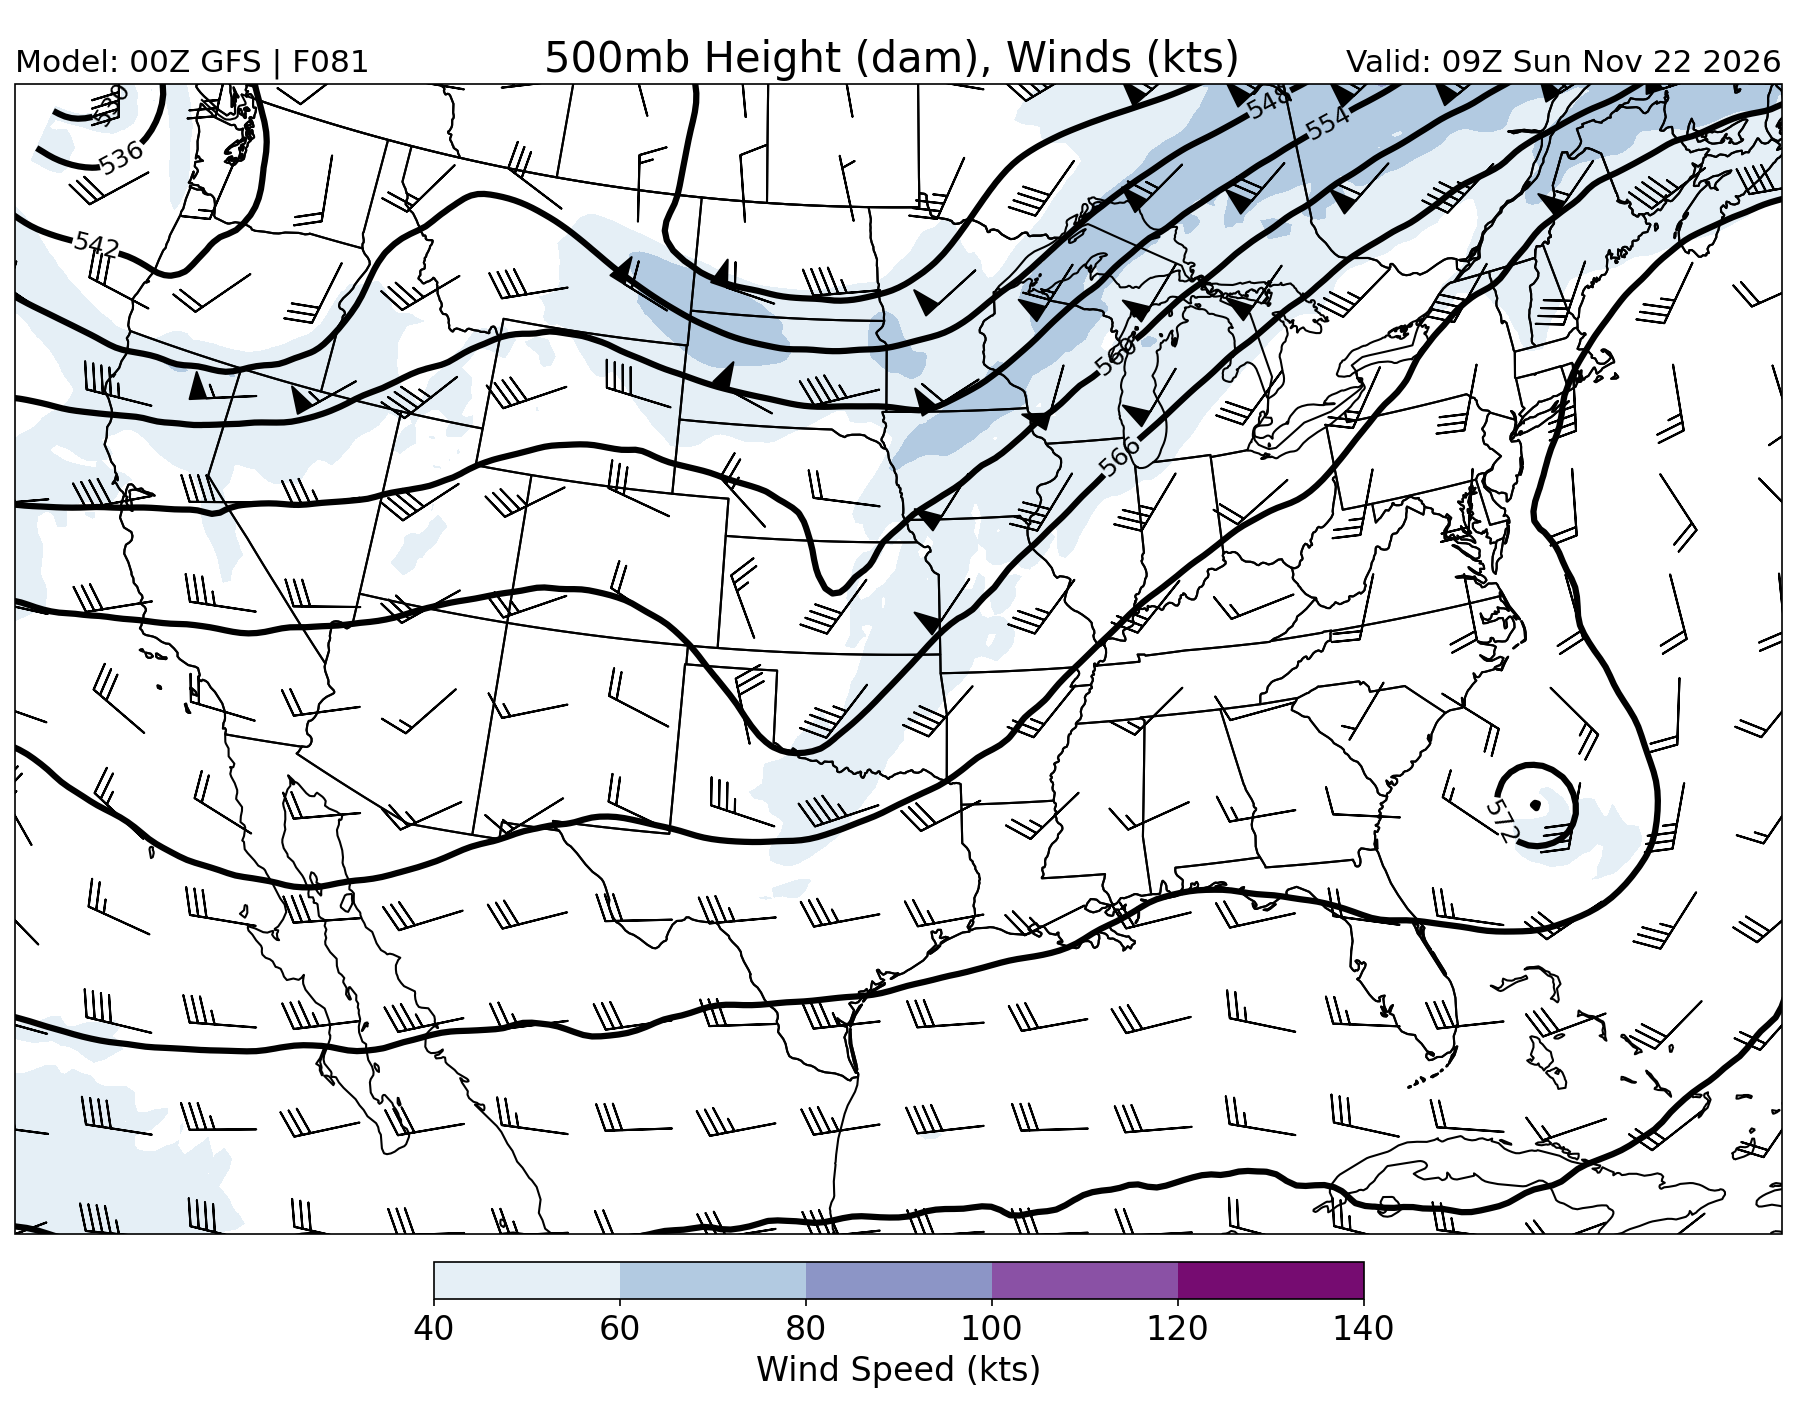 Model: 00Z GFS | F081
500mb Height (dam), Winds (kts)
Valid: 09Z Sun Nov 22 2026
530
536
542
548
554
560
566
572
40 60 80 100 120 140
Wind Speed (kts)